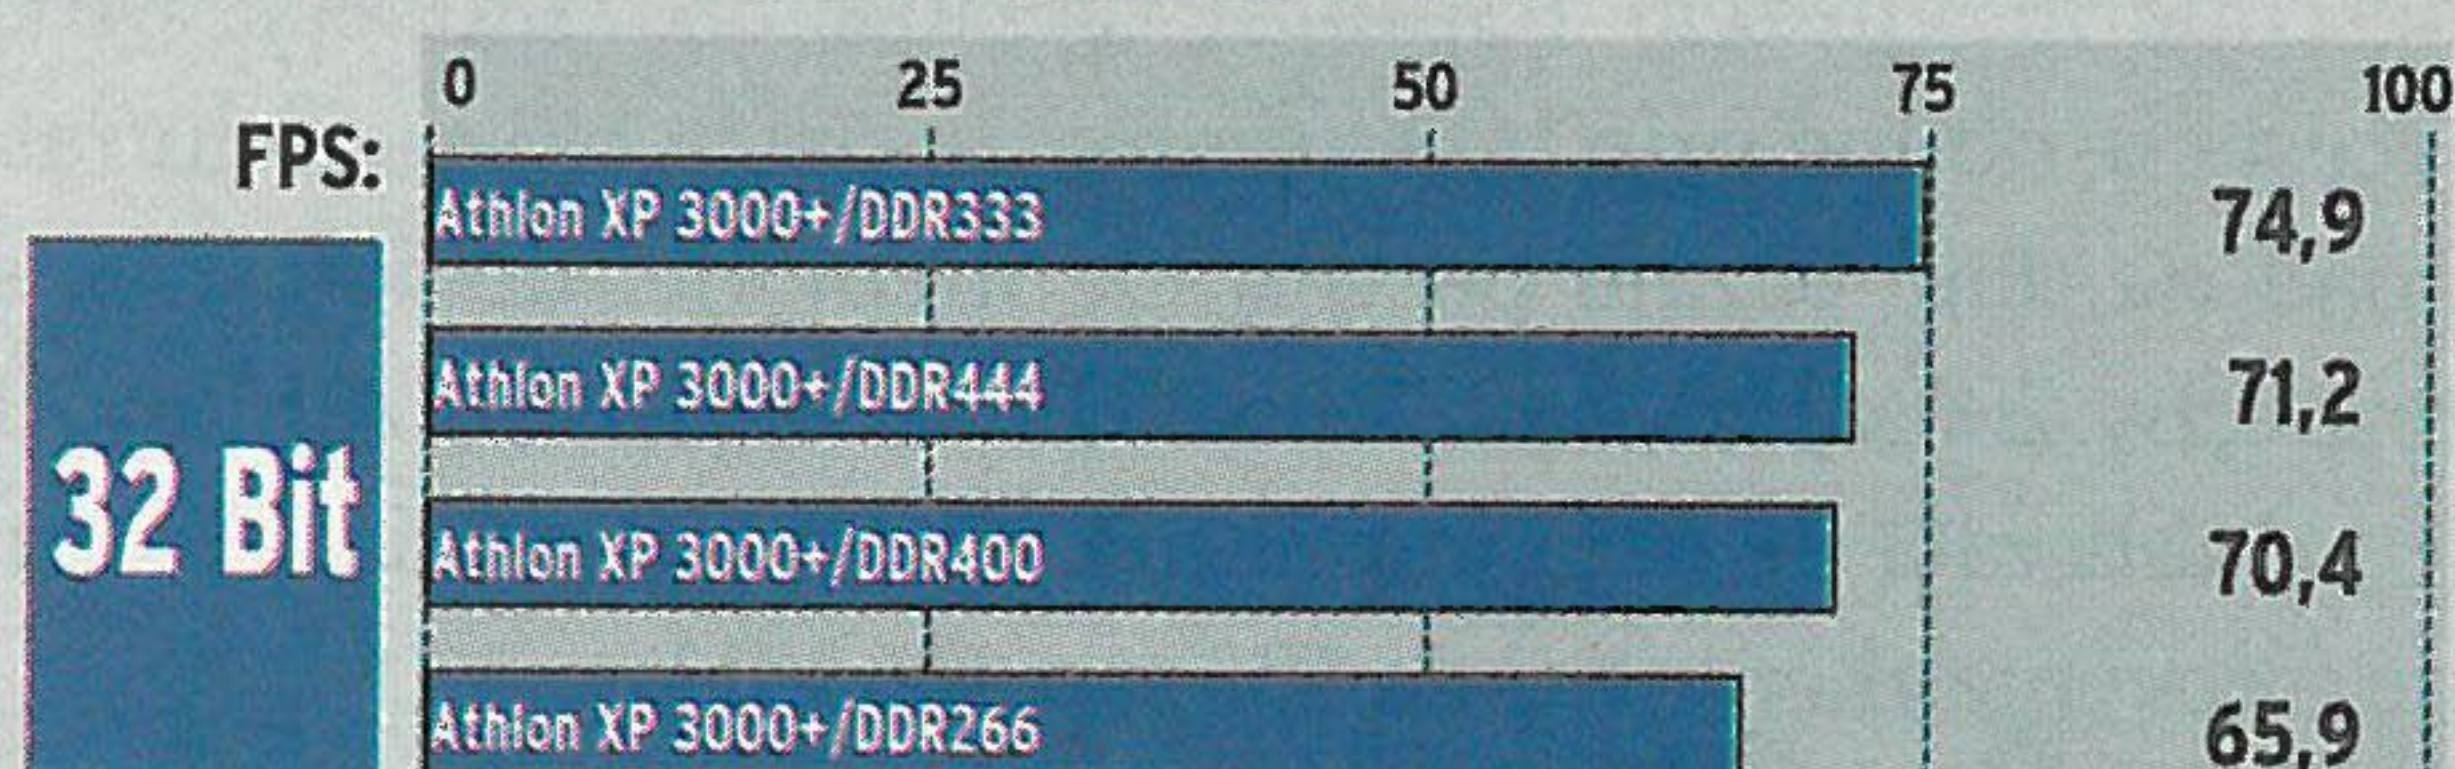 0 25 50 75 100
FPS:
Athlon XP 3000+/DDR333 74,9
Athlon XP 3000+/DDR444 71,2
32 Bit
Athlon XP 3000+/DDR400 70,4
Athlon XP 3000+/DDR266 65,9